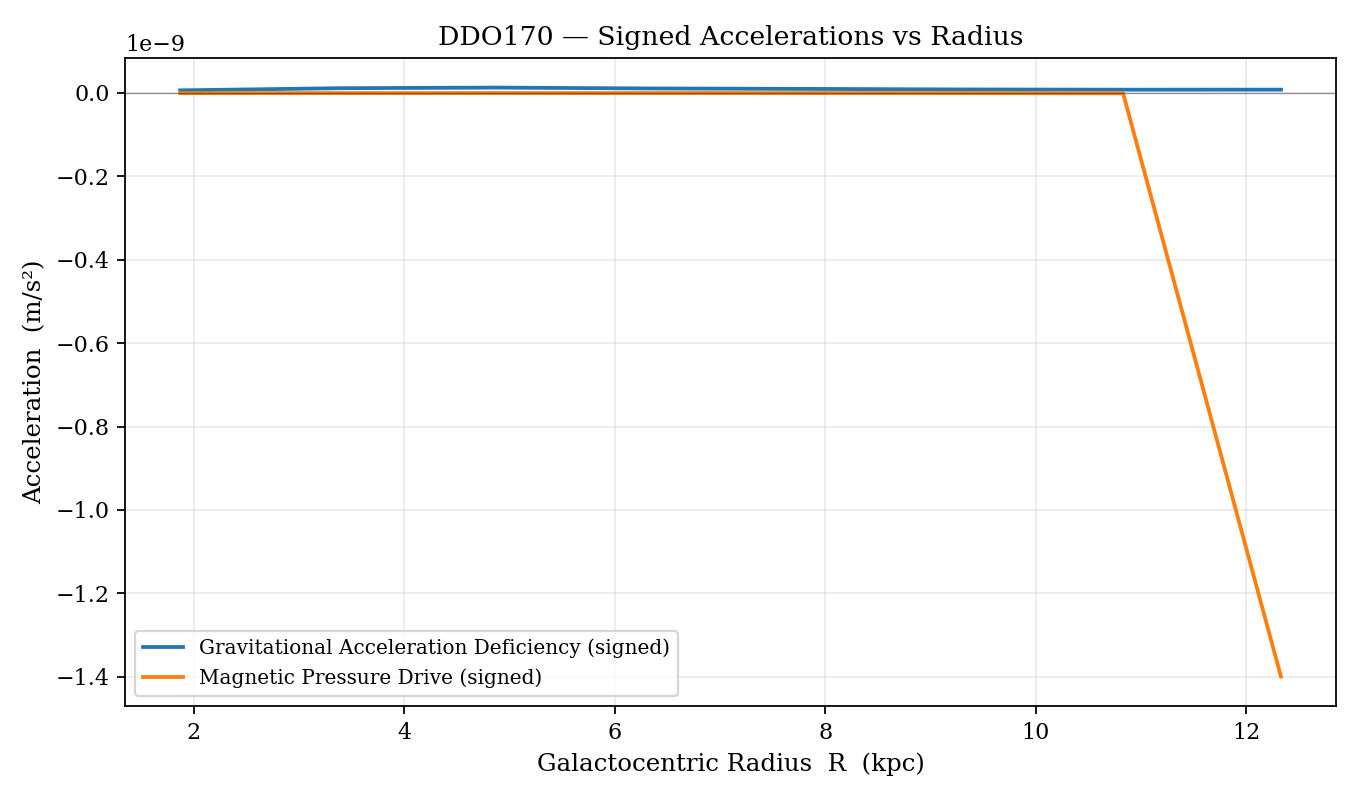 DDO170 — Signed Accelerations vs Radius
1e−9
0.0
−0.2
−0.4
−0.6
−0.8
−1.0
−1.2
−1.4
Acceleration (m/s²)
Gravitational Acceleration Deficiency (signed)
Magnetic Pressure Drive (signed)
2 4 6 8 10 12
Galactocentric Radius R (kpc)